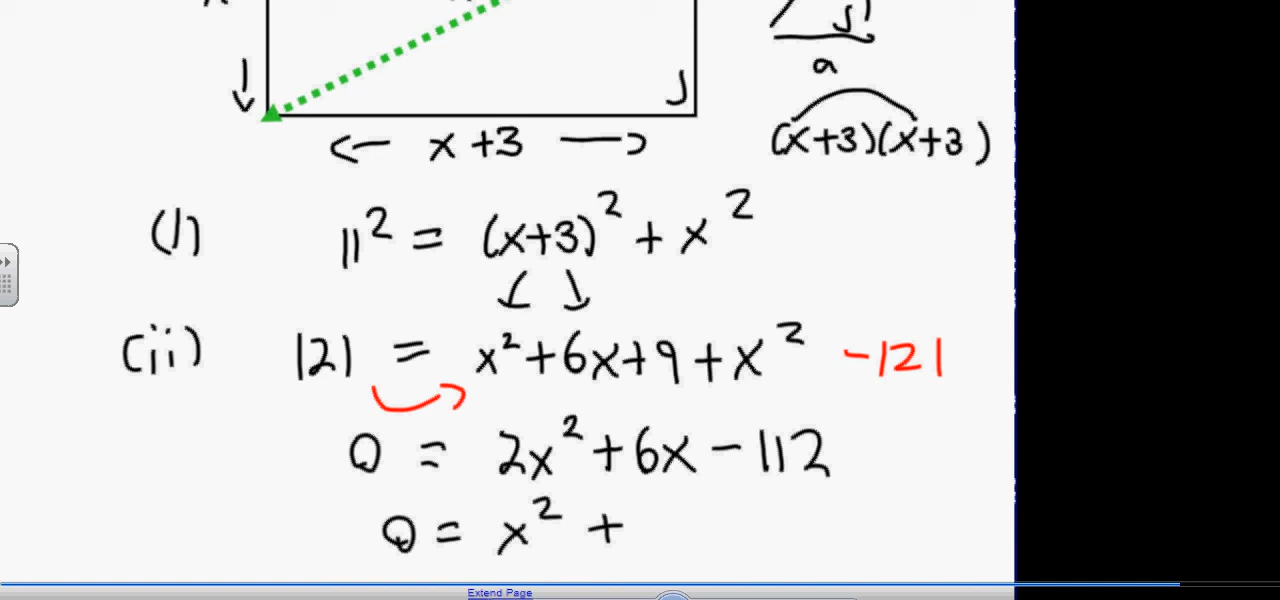 a
← x + 3 →
(x+3)(x+3)
(i) 11² = (x+3)² + x²
(ii) 121 = x² + 6x + 9 + x² - 121
0 = 2x² + 6x - 112
0 = x² +
Extend Page